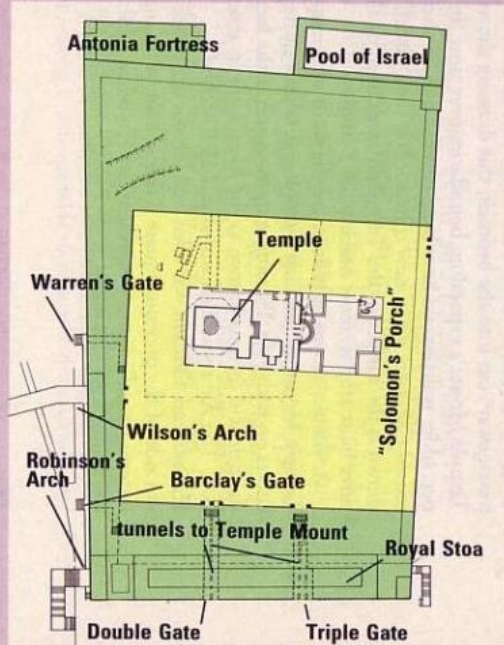 Antonia Fortress
Pool of Israel
Temple
Warren's Gate
"Solomon's Porch"
Wilson's Arch
Robinson's
Arch
Barclay's Gate
tunnels to Temple Mount
Royal Stoa
Double Gate
Triple Gate